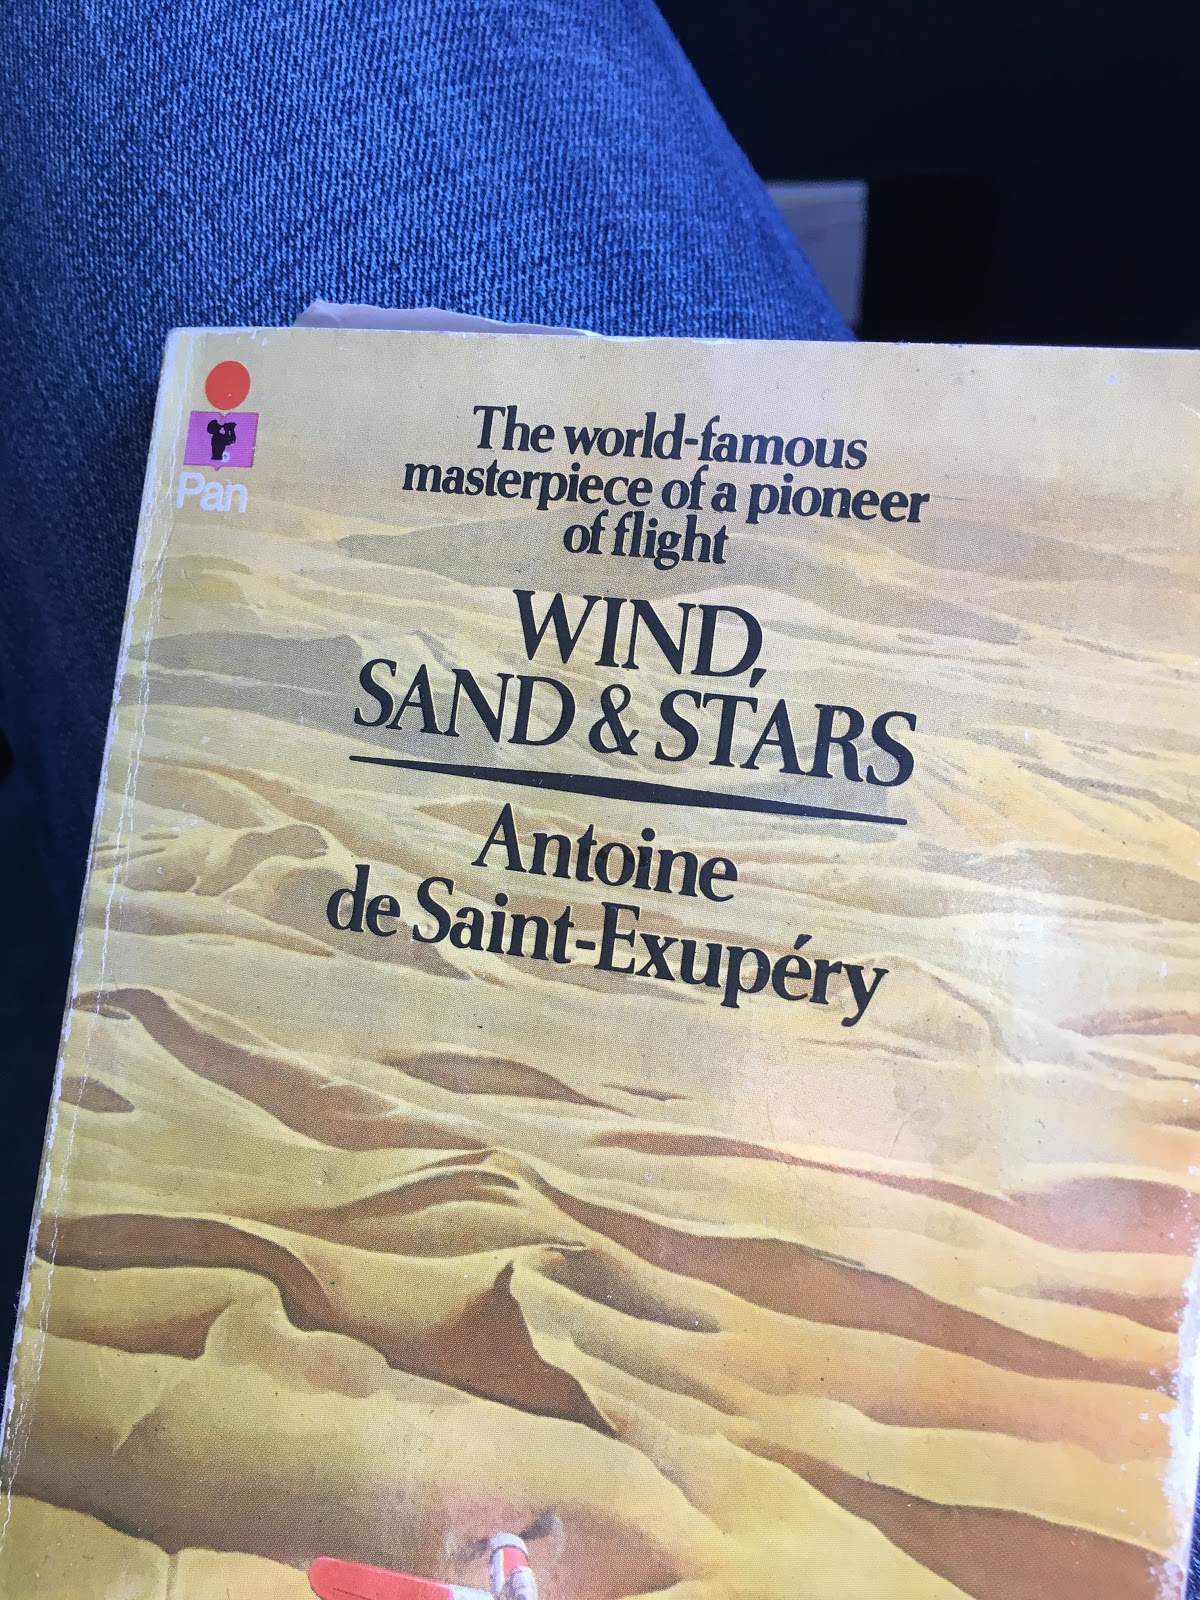 Pan
The world-famous
masterpiece of a pioneer
of flight
WIND,
SAND & STARS
Antoine
de Saint-Exupéry